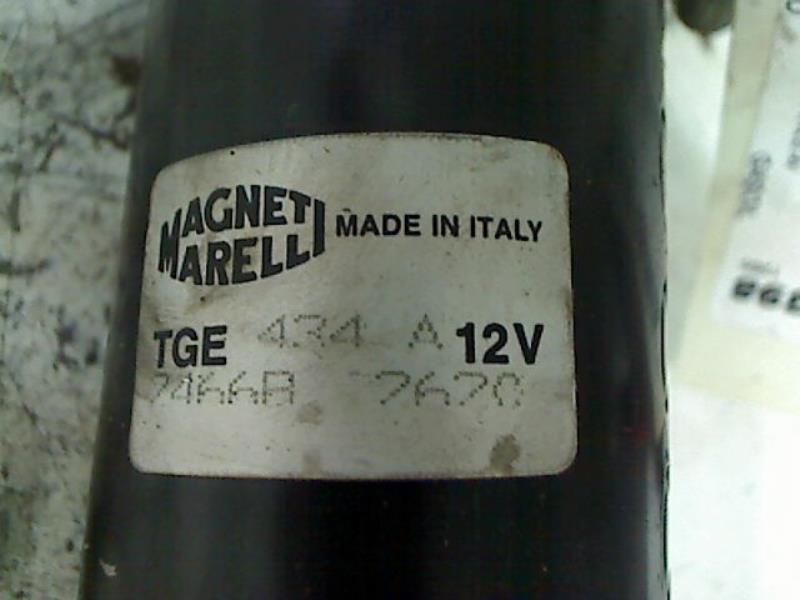 MAGNETI
MARELLI
MADE IN ITALY
TGE 434 A 12V